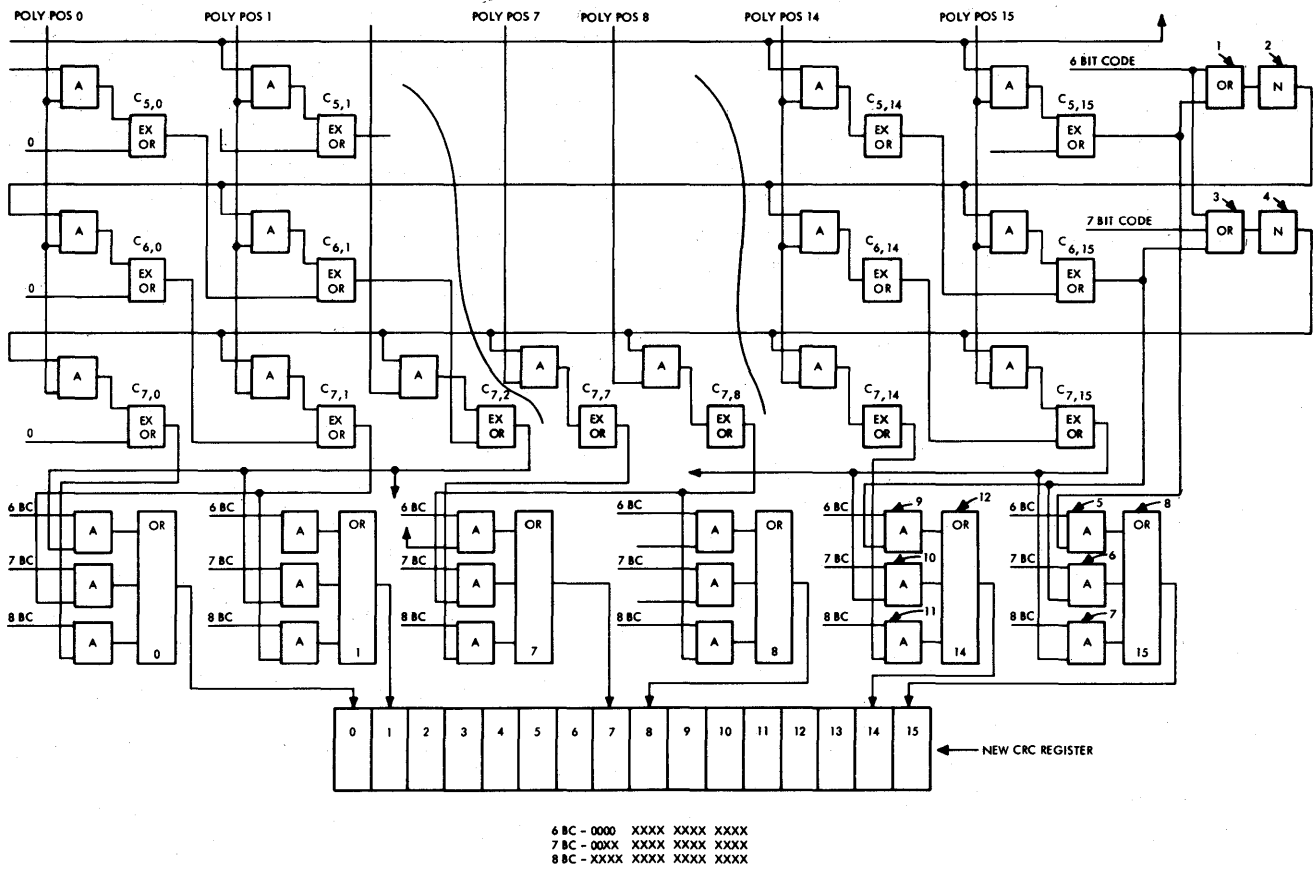 POLY POS 0 POLY POS 1 POLY POS 7 POLY POS 8 POLY POS 14 POLY POS 15
6 BIT CODE 1 2
A A A A OR N
C5,0 C5,1 C5,14 C5,15
EX OR EX OR EX OR EX OR
0
7 BIT CODE 3 4
A A A A OR N
C6,0 C6,1 C6,14 C6,15
EX OR EX OR EX OR EX OR
0
A A A A A A A
C7,0 C7,1 C7,2 C7,7 C7,8 C7,14 C7,15
EX OR EX OR EX OR EX OR EX OR EX OR EX OR
0
9 12 5 8
6 BC A OR 6 BC A OR 6 BC A OR 6 BC A OR 6 BC A OR 6 BC A OR
10 6
7 BC A 7 BC A 7 BC A 7 BC A 7 BC A 7 BC A
11 7
8 BC A 8 BC A 8 BC A 8 BC A 8 BC A 8 BC A
0 1 7 8 14 15
0 1 2 3 4 5 6 7 8 9 10 11 12 13 14 15
NEW CRC REGISTER
6 BC - 0000 XXXX XXXX XXXX
7 BC - 00XX XXXX XXXX XXXX
8 BC - XXXX XXXX XXXX XXXX